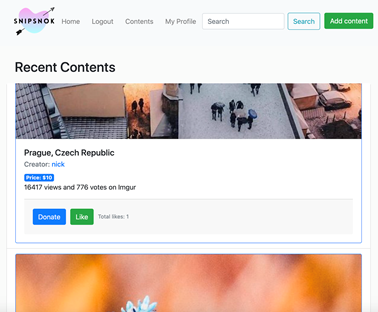 SNIPSNOK
Home Logout Contents My Profile Search Search Add content
Recent Contents
Prague, Czech Republic
Creator: nick
Price: $10
16417 views and 776 votes on Imgur
Donate Like Total likes: 1